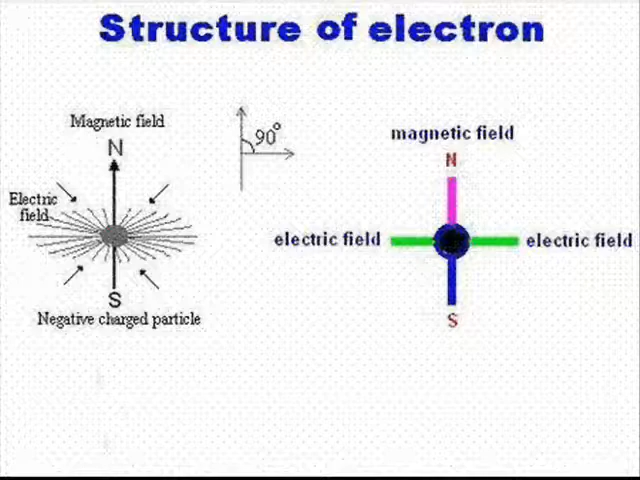 Structure of electron
Magnetic field
N
Electric
field
S
Negative charged particle
90°
magnetic field
N
electric field
electric field
S